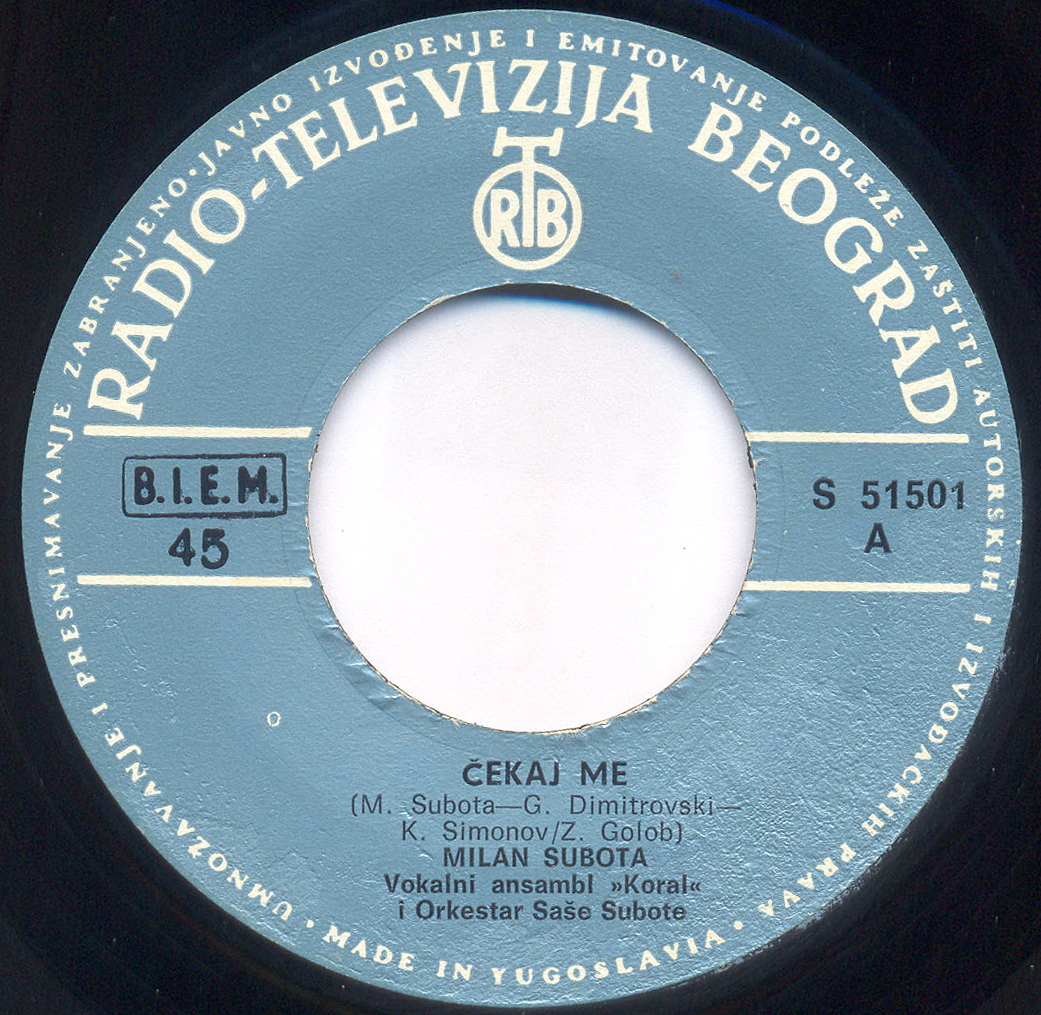 UMNOŽAVANJE I PRESNIMAVANJE ZABRANJENO · JAVNO IZVOĐENJE I EMITOVANJE PODLEŽE ZAŠTITI AUTORSKIH I IZVOĐAČKIH PRAVA ·
RADIO-TELEVIZIJA BEOGRAD
RTB
B.I.E.M.
45
S 51501
A
ČEKAJ ME
(M. Subota—G. Dimitrovski—
K. Simonov/Z. Golob)
MILAN SUBOTA
Vokalni ansambl »Koral«
i Orkestar Saše Subote
MADE IN YUGOSLAVIA ·